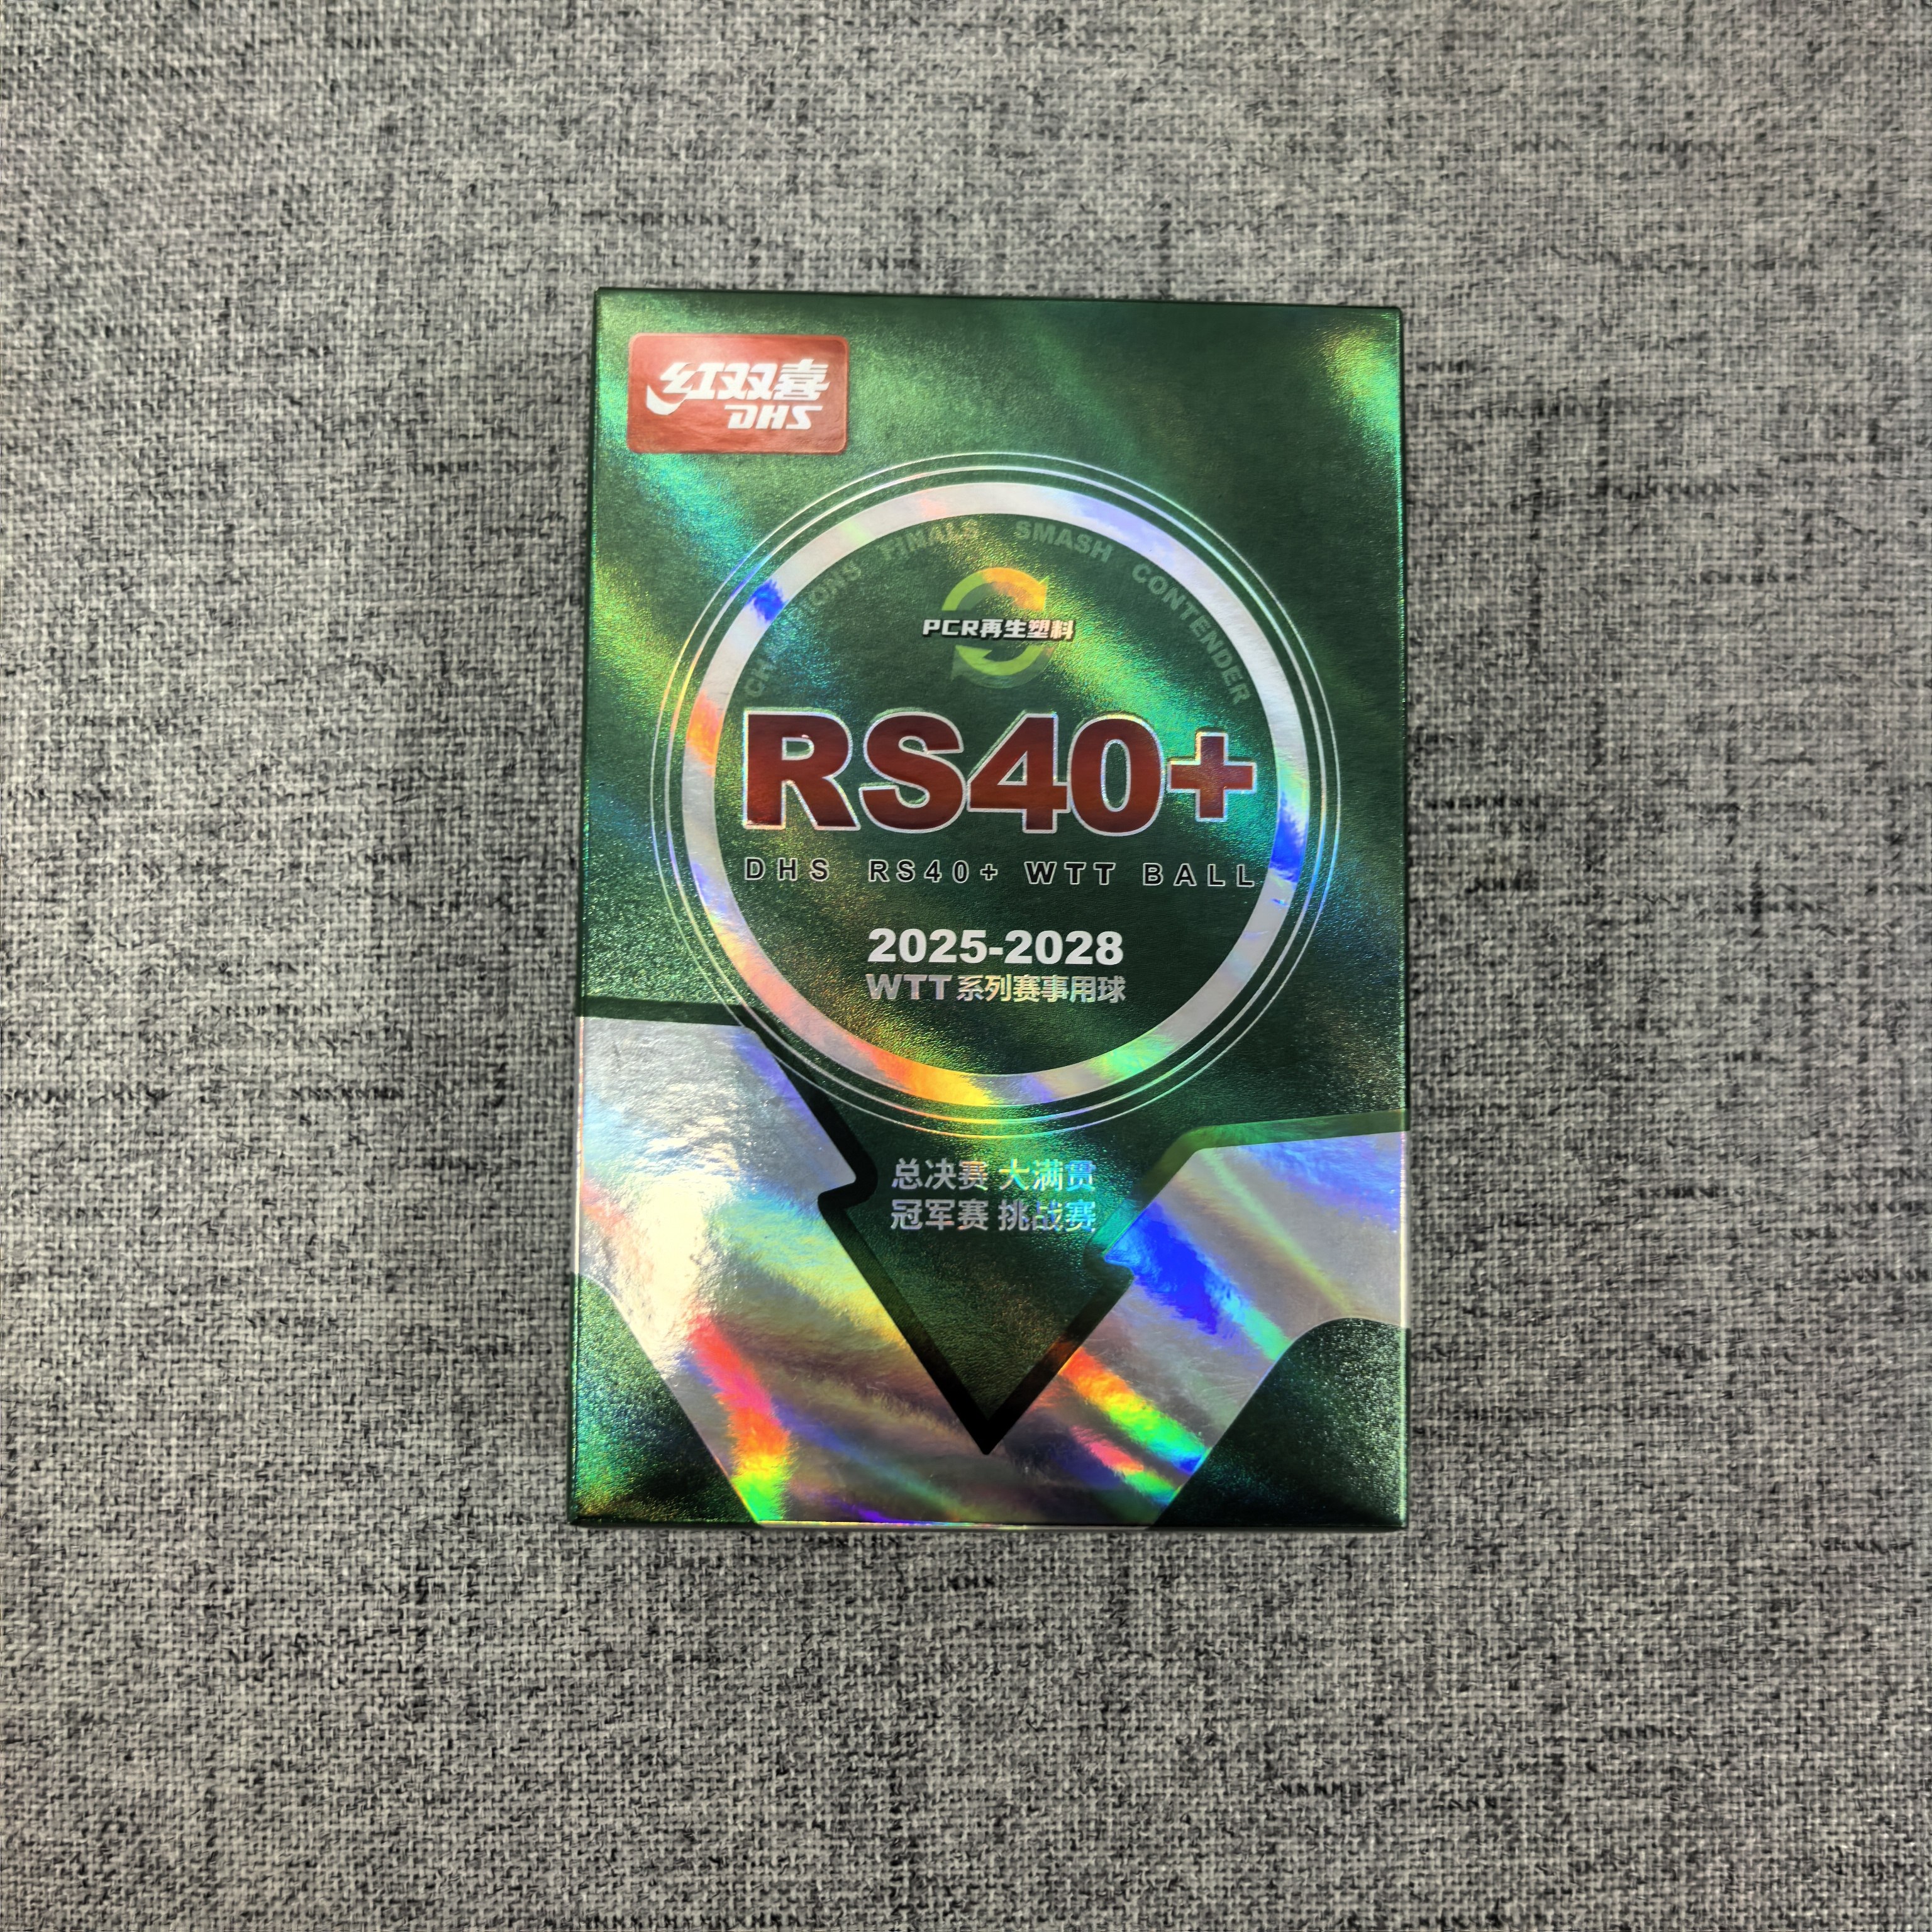 红双喜
DHS
CHAMPIONS FINALS SMASH CONTENDER
PCR再生塑料
RS40+
DHS RS40+ WTT BALL
2025-2028
WTT系列赛事用球
总决赛 大满贯
冠军赛 挑战赛